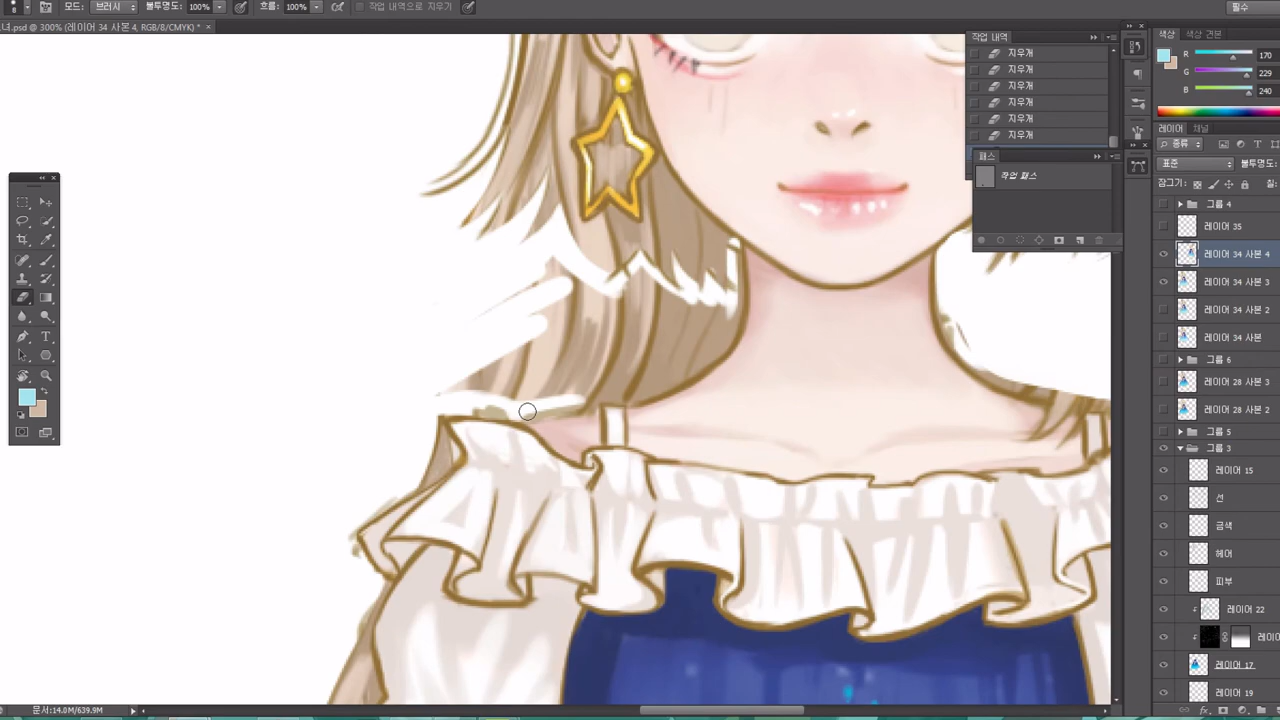 8 모드: 브러시 불투명도: 100% 흐름: 100% 작업 내역으로 지우기 필수
녀.psd @ 300% (레이어 34 사본 4, RGB/8/CMYK) * ×
작업 내역
지우개
지우개
지우개
지우개
지우개
지우개
패스
작업 패스
색상 색상 견본
R 170
G 229
B 240
레이어 채널
종류
표준 불투명도:
잠그기: 칠:
그룹 4
레이어 35
레이어 34 사본 4
레이어 34 사본 3
레이어 34 사본 2
레이어 34 사본
그룹 6
레이어 28 사본 3
레이어 28 사본 2
그룹 5
그룹 3
레이어 15
선
금색
헤어
피부
레이어 22
레이어 17
레이어 19
문서:14.0M/639.9M